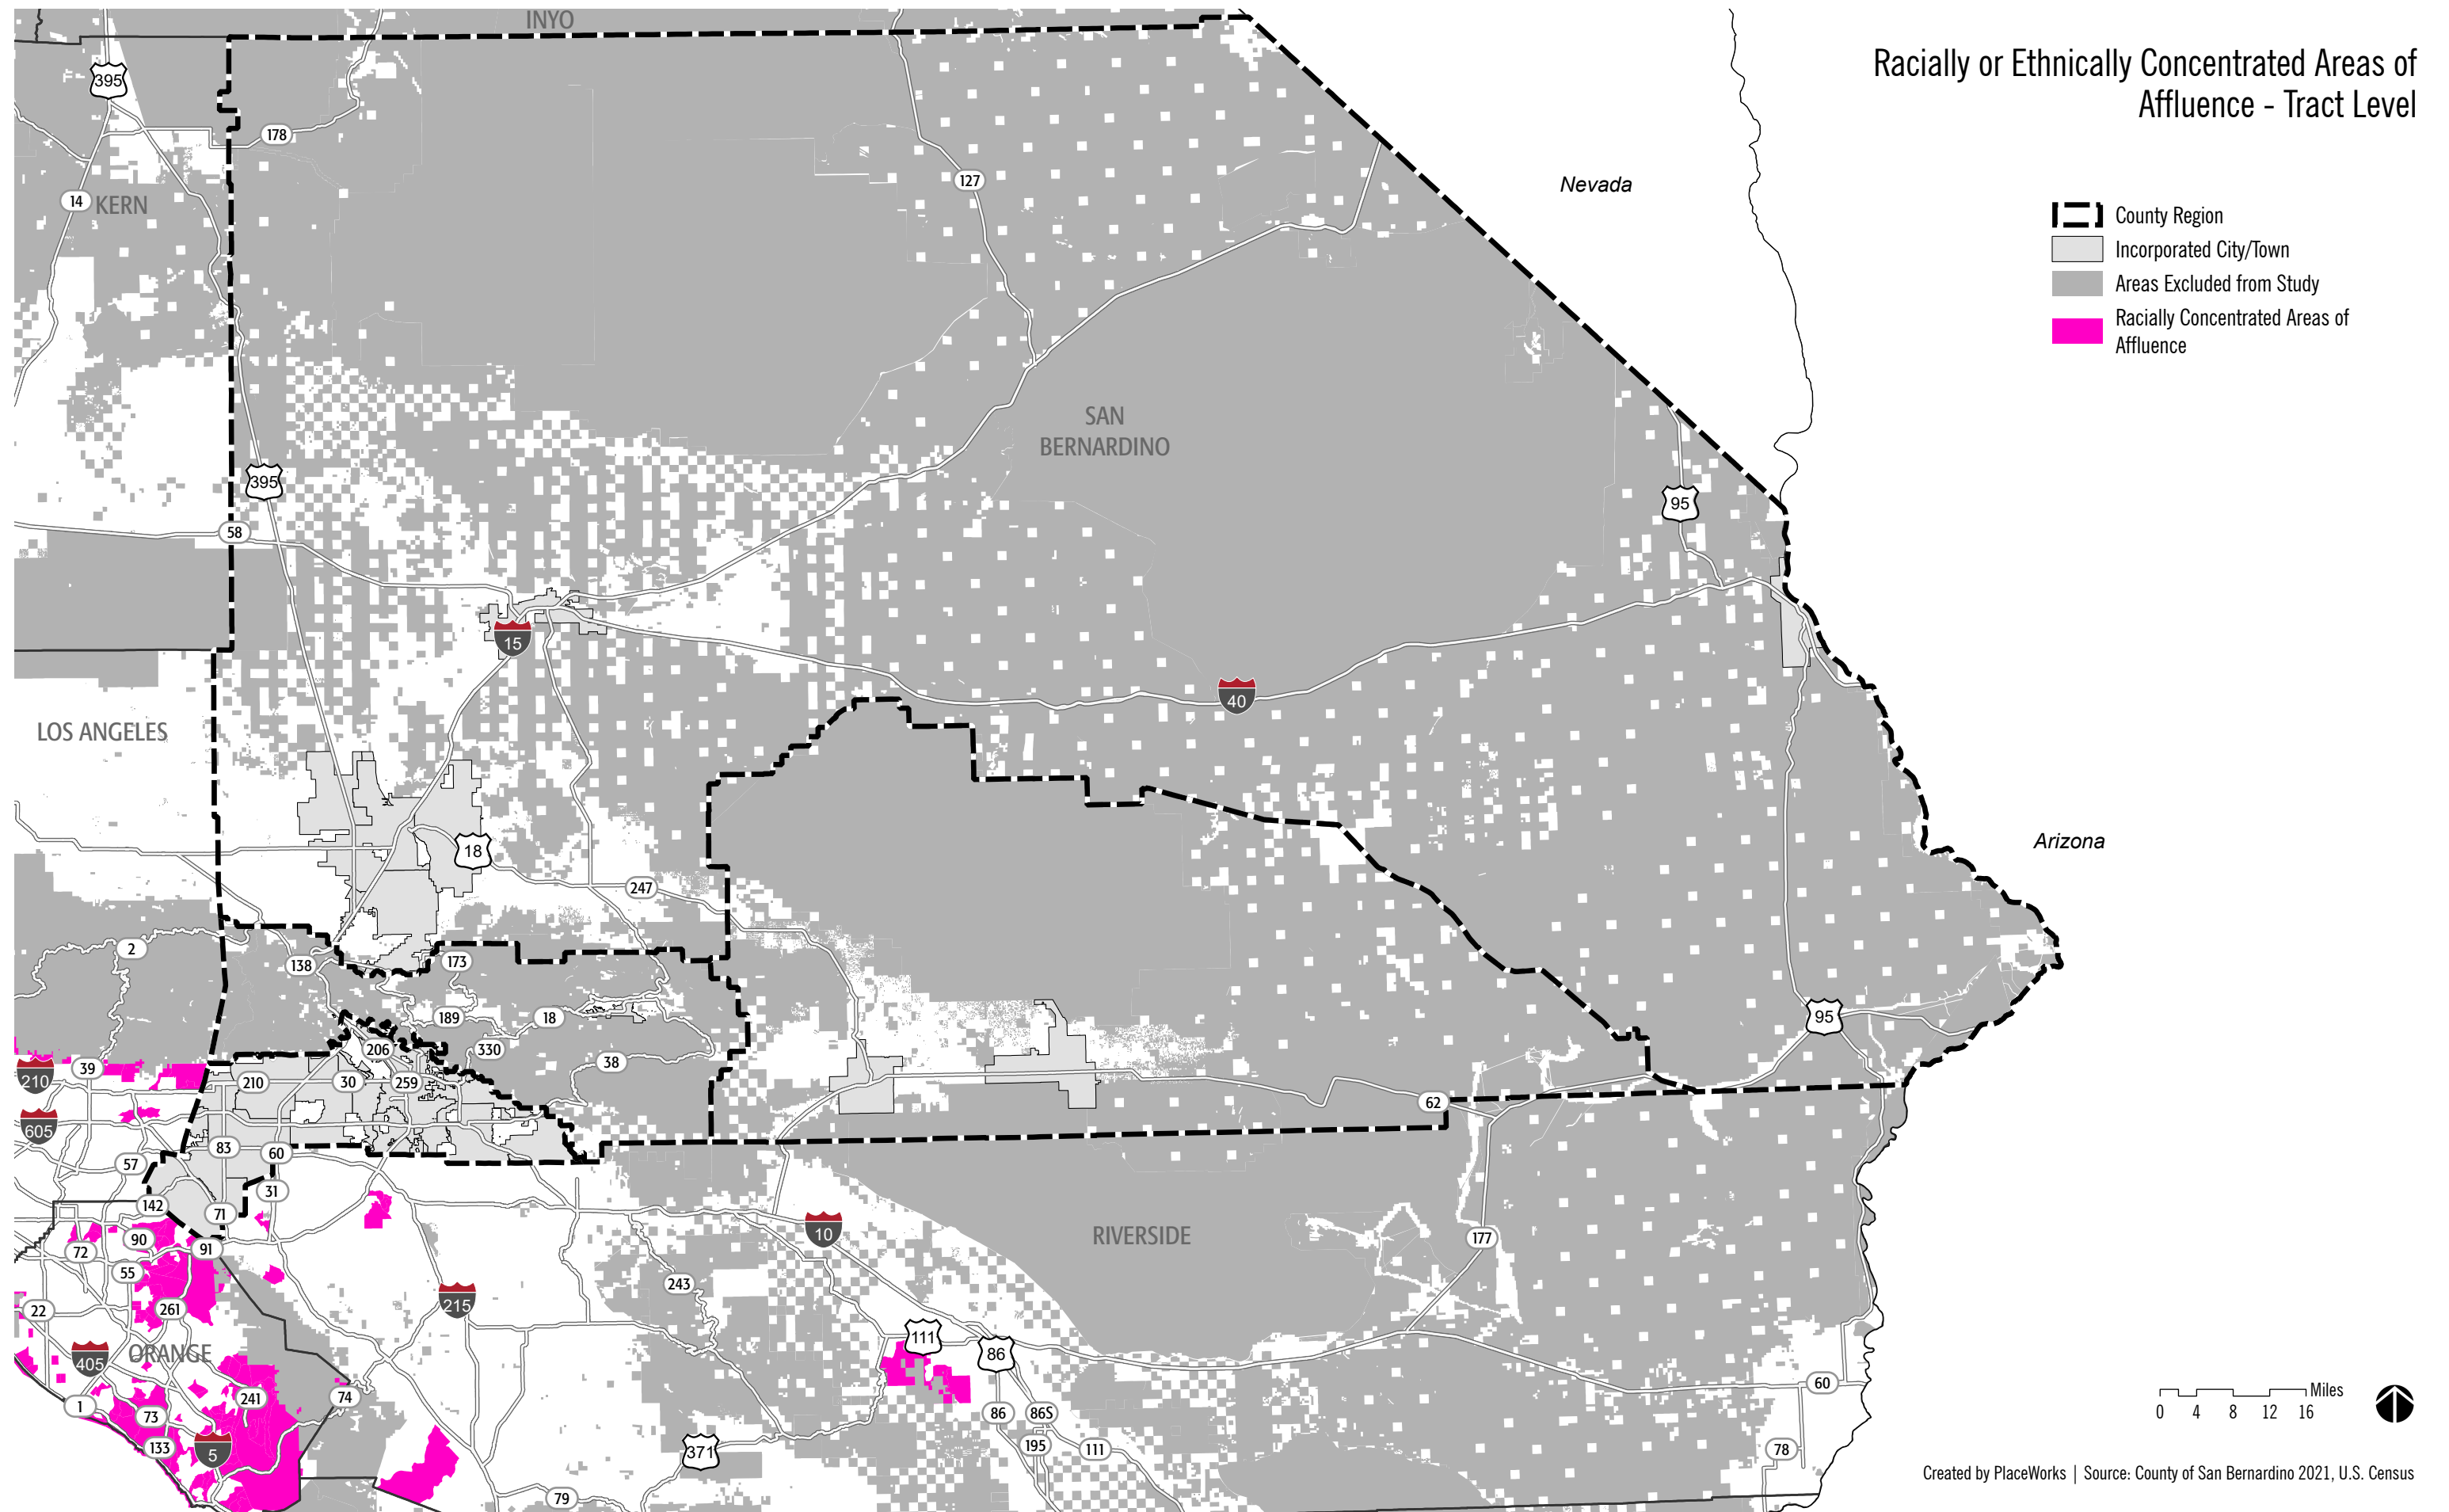 Racially or Ethnically Concentrated Areas of
Affluence - Tract Level
County Region
Incorporated City/Town
Areas Excluded from Study
Racially Concentrated Areas of
Affluence
INYO
395
178
14
KERN
127
Nevada
SAN
BERNARDINO
395
95
58
15
40
LOS ANGELES
18
247
Arizona
2
138
173
189
18
95
206
330
38
39
210
210
30
259
62
605
83
60
57
31
142
71
10
RIVERSIDE
177
90
91
72
55
243
22
261
215
111
86
405
ORANGE
60
241
74
1
73
86
86S
133
5
371
195
111
78
79
Miles
0 4 8 12 16
Created by PlaceWorks | Source: County of San Bernardino 2021, U.S. Census